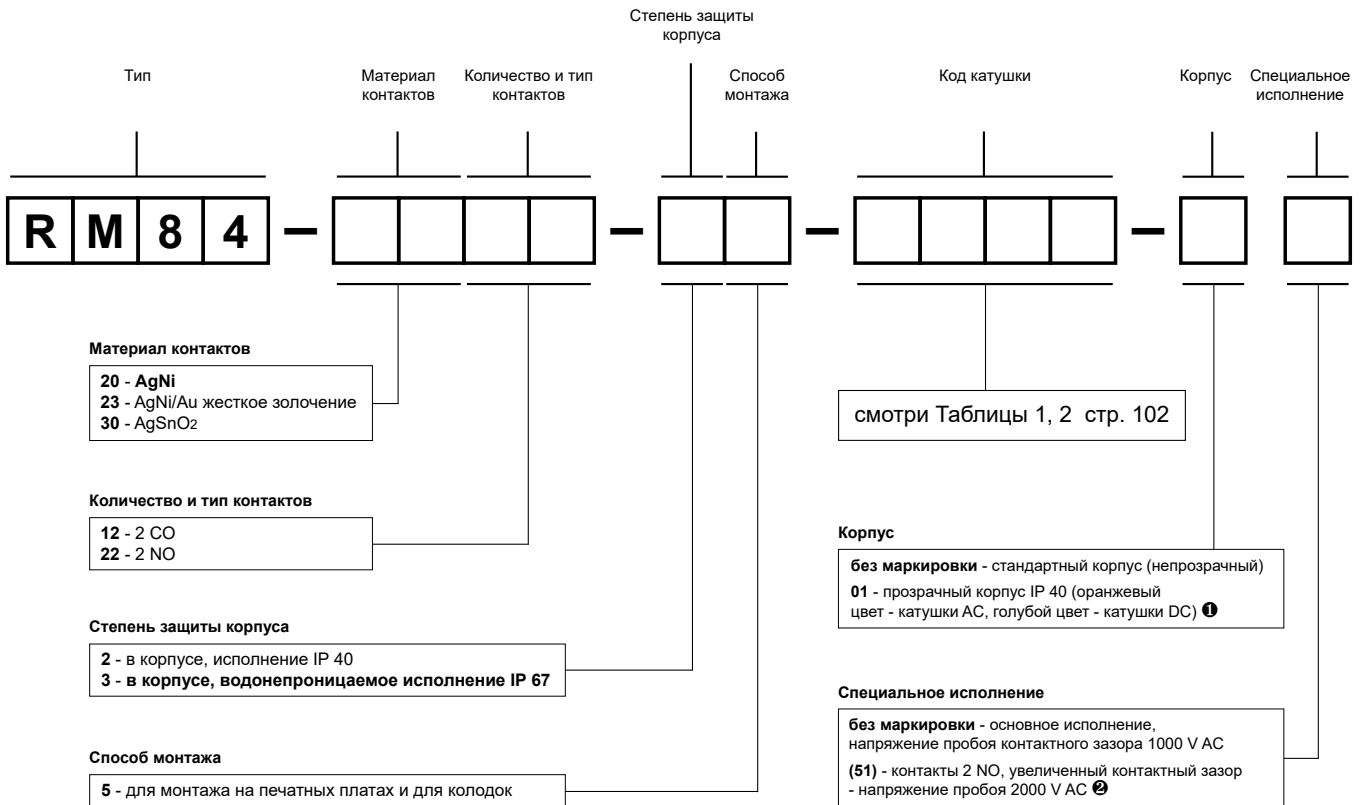 Степень защиты
корпуса
Тип
Материал
контактов
Количество и тип
контактов
Способ
монтажа
Код катушки
Корпус
Специальное
исполнение
RM84 – – – –
Материал контактов
20 - AgNi
23 - AgNi/Au жесткое золочение
30 - AgSnO2
смотри Таблицы 1, 2 стр. 102
Количество и тип контактов
12 - 2 CO
22 - 2 NO
Корпус
без маркировки - стандартный корпус (непрозрачный)
01 - прозрачный корпус IP 40 (оранжевый
цвет - катушки AC, голубой цвет - катушки DC) ❶
Степень защиты корпуса
2 - в корпусе, исполнение IP 40
3 - в корпусе, водонепроницаемое исполнение IP 67
Специальное исполнение
без маркировки - основное исполнение,
напряжение пробоя контактного зазора 1000 V AC
(51) - контакты 2 NO, увеличенный контактный зазор
- напряжение пробоя 2000 V AC ❷
Способ монтажа
5 - для монтажа на печатных платах и для колодок